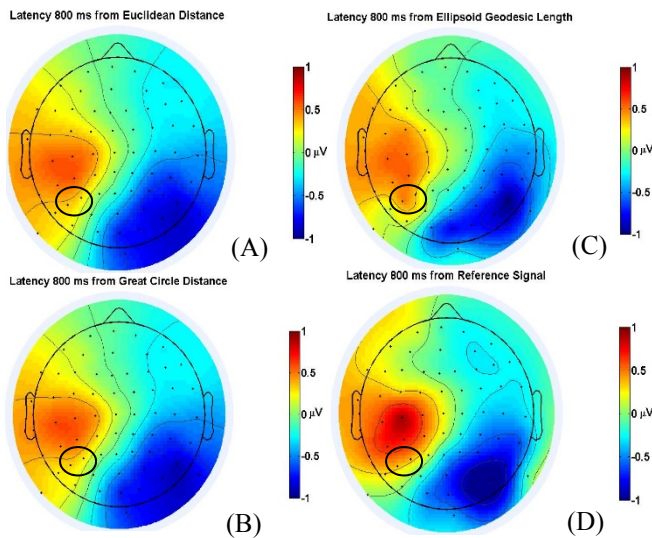 Latency 800 ms from Euclidean Distance
1
0.5
0 μV
-0.5
-1
(A)
Latency 800 ms from Ellipsoid Geodesic Length
1
0.5
0 μV
-0.5
-1
(C)
Latency 800 ms from Great Circle Distance
1
0.5
0 μV
-0.5
-1
(B)
Latency 800 ms from Reference Signal
1
0.5
0 μV
-0.5
-1
(D)